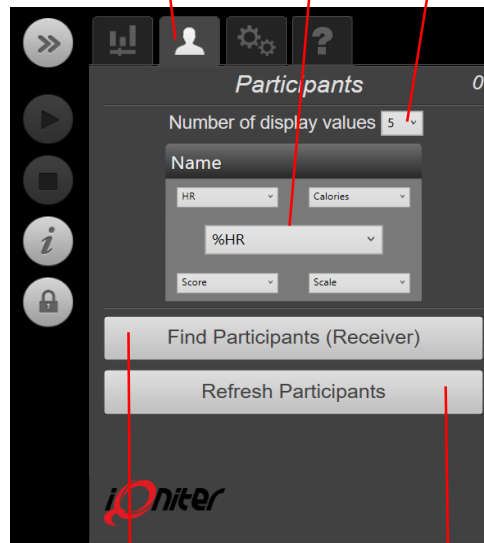 ?
Participants 0
Number of display values 5
Name
HR Calories
%HR
i
Score Scale
Find Participants (Receiver)
Refresh Participants
iQniter